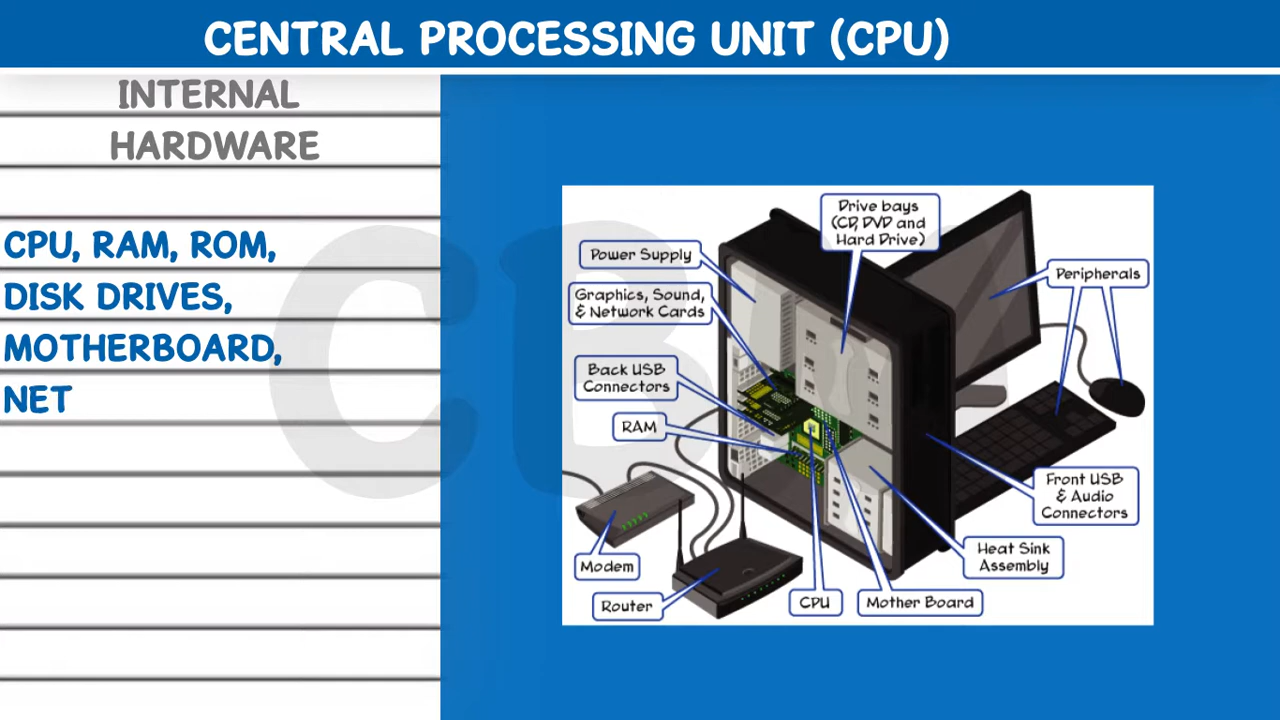 CENTRAL PROCESSING UNIT (CPU)
INTERNAL
HARDWARE
CPU, RAM, ROM,
DISK DRIVES,
MOTHERBOARD,
NET
Drive bays
(CD, DVD and
Hard Drive)
Power Supply
Graphics, Sound,
& Network Cards
Back USB
Connectors
RAM
Modem
Router
CPU
Mother Board
Heat Sink
Assembly
Front USB
& Audio
Connectors
Peripherals